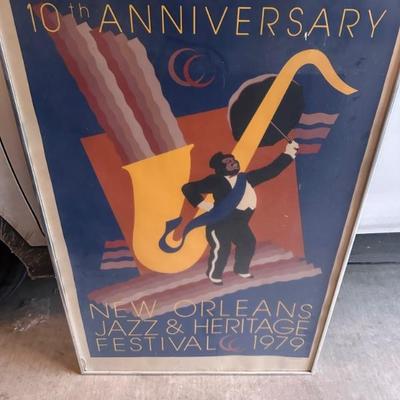 10th ANNIVERSARY
NEW ORLEANS
JAZZ & HERITAGE
FESTIVAL 1979